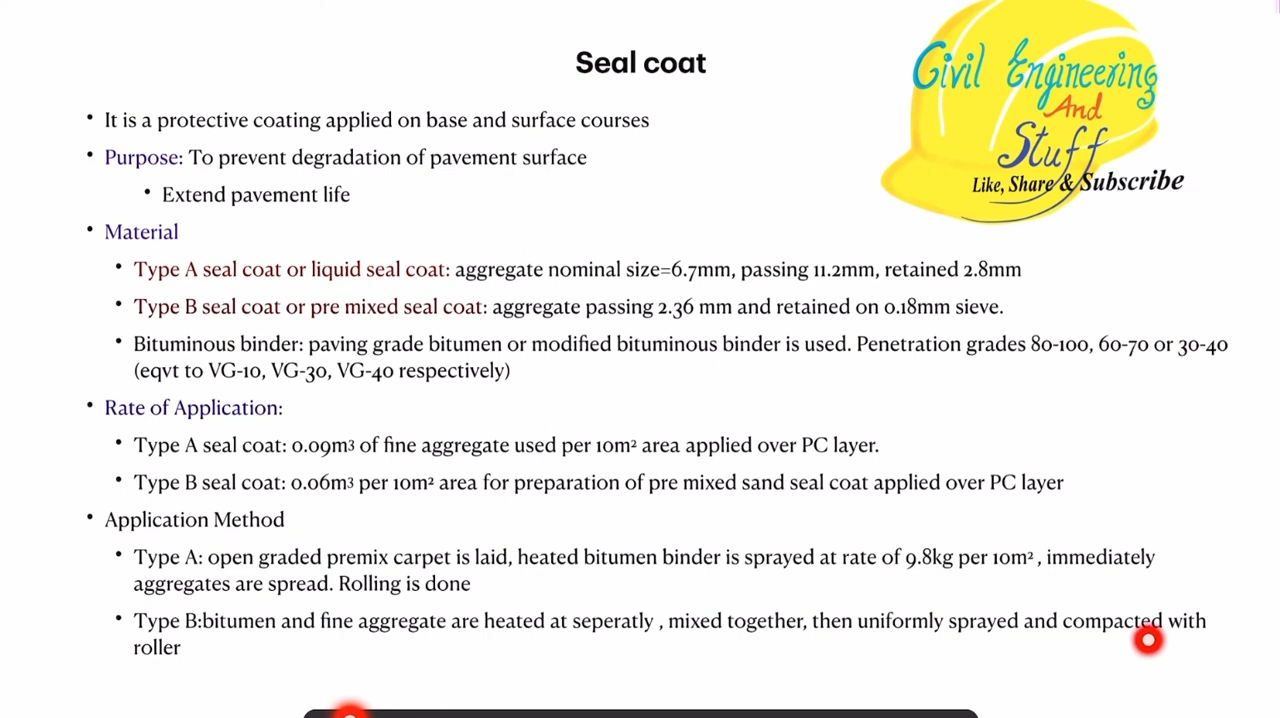 Seal coat
Civil Engineering
And
Stuff
Like, Share & Subscribe
• It is a protective coating applied on base and surface courses
• Purpose: To prevent degradation of pavement surface
• Extend pavement life
• Material
• Type A seal coat or liquid seal coat: aggregate nominal size=6.7mm, passing 11.2mm, retained 2.8mm
• Type B seal coat or pre mixed seal coat: aggregate passing 2.36 mm and retained on 0.18mm sieve.
• Bituminous binder: paving grade bitumen or modified bituminous binder is used. Penetration grades 80-100, 60-70 or 30-40
(eqvt to VG-10, VG-30, VG-40 respectively)
• Rate of Application:
• Type A seal coat: 0.09m³ of fine aggregate used per 10m² area applied over PC layer.
• Type B seal coat: 0.06m³ per 10m² area for preparation of pre mixed sand seal coat applied over PC layer
• Application Method
• Type A: open graded premix carpet is laid, heated bitumen binder is sprayed at rate of 9.8kg per 10m² , immediately
aggregates are spread. Rolling is done
• Type B:bitumen and fine aggregate are heated at seperatly , mixed together, then uniformly sprayed and compacted with
roller